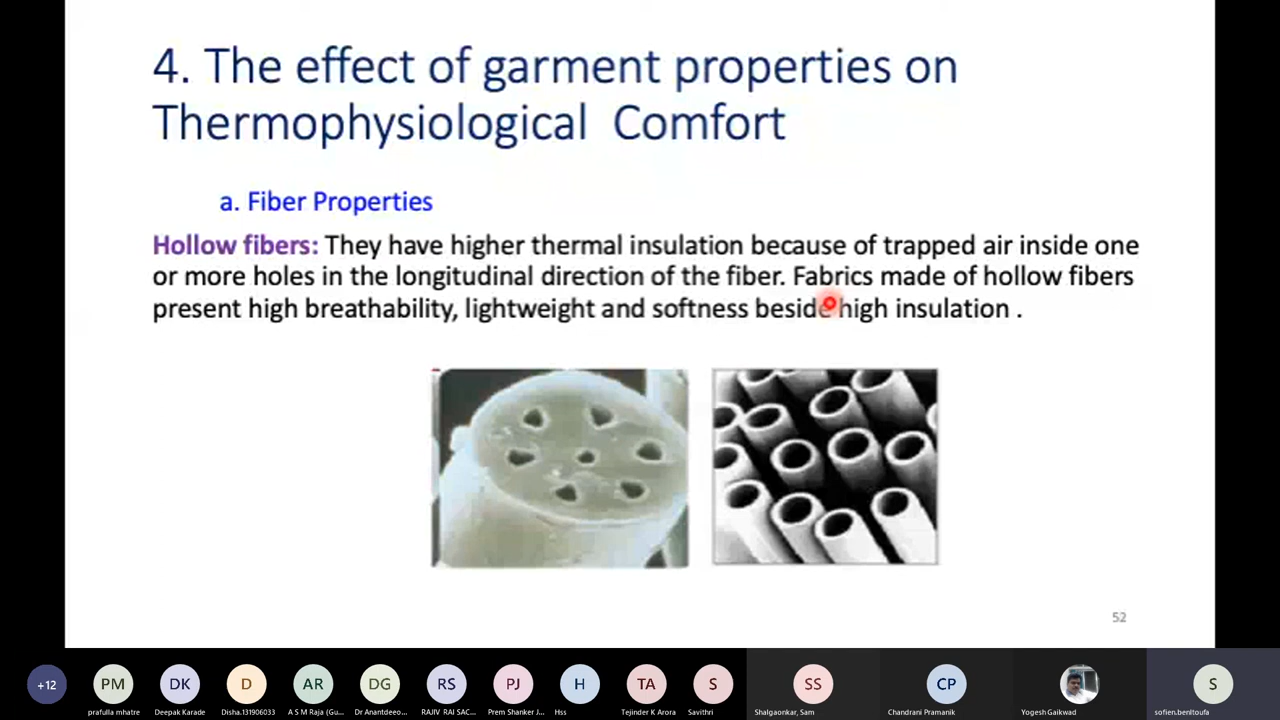 4. The effect of garment properties on
Thermophysiological Comfort
a. Fiber Properties
Hollow fibers: They have higher thermal insulation because of trapped air inside one
or more holes in the longitudinal direction of the fiber. Fabrics made of hollow fibers
present high breathability, lightweight and softness beside high insulation .
52
+12
PM
DK
D
AR
DG
RS
PJ
H
TA
S
SS
CP
S
prafulla mhatre
Deepak Karade
Disha.131906033
A S M Raja (Gu...
Dr Anantdeeo...
RAJIV RAI SAC...
Prem Shanker J...
Hss
Tejinder K Arora
Savithri
Shalgaonkar, Sam
Chandrani Pramanik
Yogesh Gaikwad
sofien.benltoufa